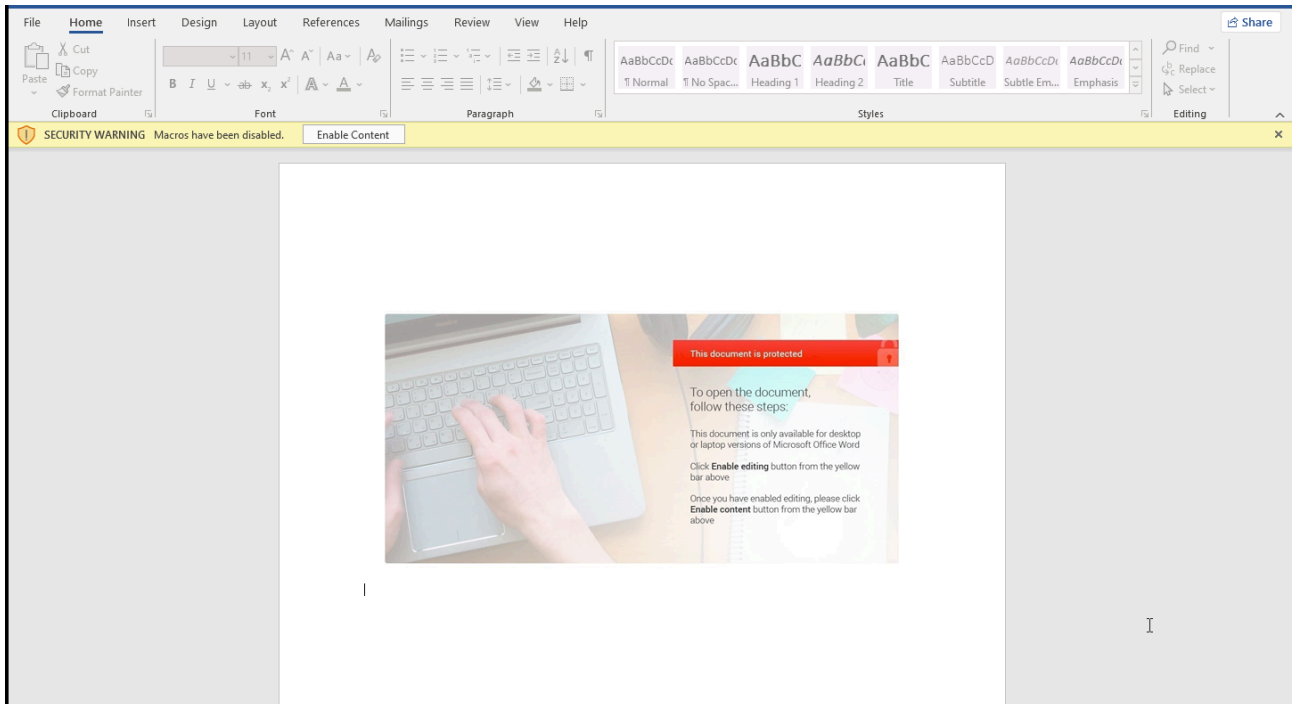 File Home Insert Design Layout References Mailings Review View Help Share
Cut
Copy
Format Painter
Paste
11
Aa
B I U ab x₂ x² A A
AaBbCcDc AaBbCcDc AaBbC AaBbCc AaBbC AaBbCcD AaBbCcDc AaBbCcDc
¶ Normal ¶ No Spac... Heading 1 Heading 2 Title Subtitle Subtle Em... Emphasis
Find
Replace
Select
Clipboard Font Paragraph Styles Editing
SECURITY WARNING Macros have been disabled. Enable Content
This document is protected
To open the document,
follow these steps:
This document is only available for desktop
or laptop versions of Microsoft Office Word
Click Enable editing button from the yellow
bar above
Once you have enabled editing, please click
Enable content button from the yellow bar
above